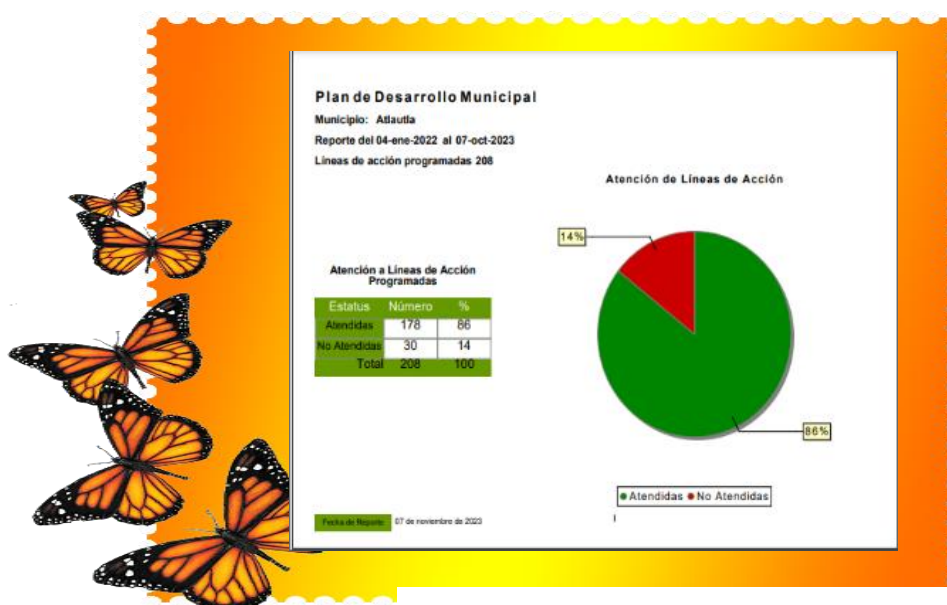 Plan de Desarrollo Municipal
Municipio: Atlautla
Reporte del 04-ene-2022 al 07-oct-2023
Líneas de acción programadas 208
Atención de Líneas de Acción
14%
86%
Atención a Líneas de Acción
Programadas
Estatus Número %
Atendidas 178 86
No Atendidas 30 14
Total 208 100
Atendidas No Atendidas
Fecha de Reporte 07 de noviembre de 2023